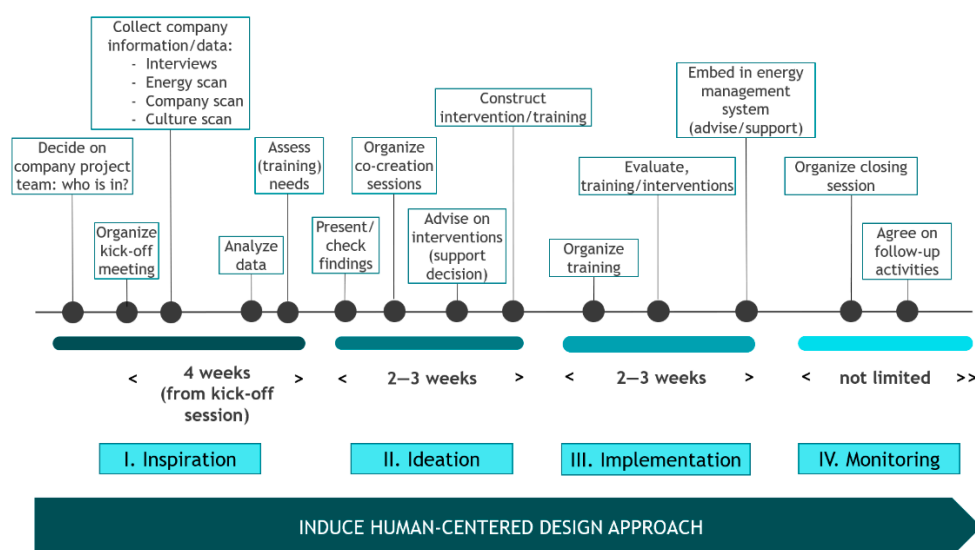 Collect company
information/data:
- Interviews
- Energy scan
- Company scan
- Culture scan
Decide on
company project
team: who is in?
Organize
kick-off
meeting
Analyze
data
Assess
(training)
needs
Present/
check
findings
Organize
co-creation
sessions
Advise on
interventions
(support
decision)
Construct
intervention/training
Organize
training
Evaluate,
training/interventions
Embed in energy
management
system
(advise/support)
Organize closing
session
Agree on
follow-up
activities
< 4 weeks >
(from kick-off
session)
< 2—3 weeks >
< 2—3 weeks >
< not limited >>
I. Inspiration
II. Ideation
III. Implementation
IV. Monitoring
INDUCE HUMAN-CENTERED DESIGN APPROACH